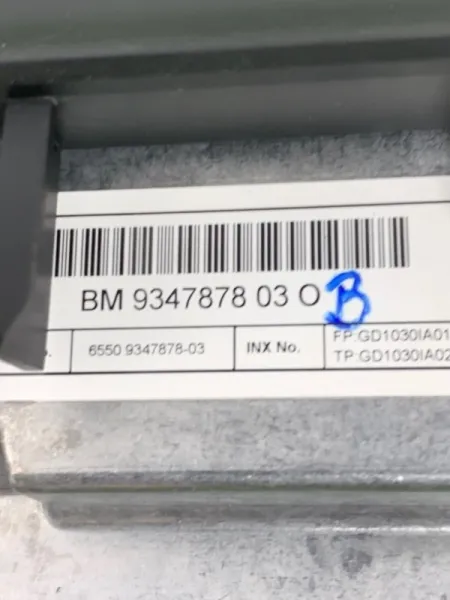 BM 9347878 03 O B
6550 9347878-03
INX No.
FP:GD1030IA01
TP:GD1030IA02